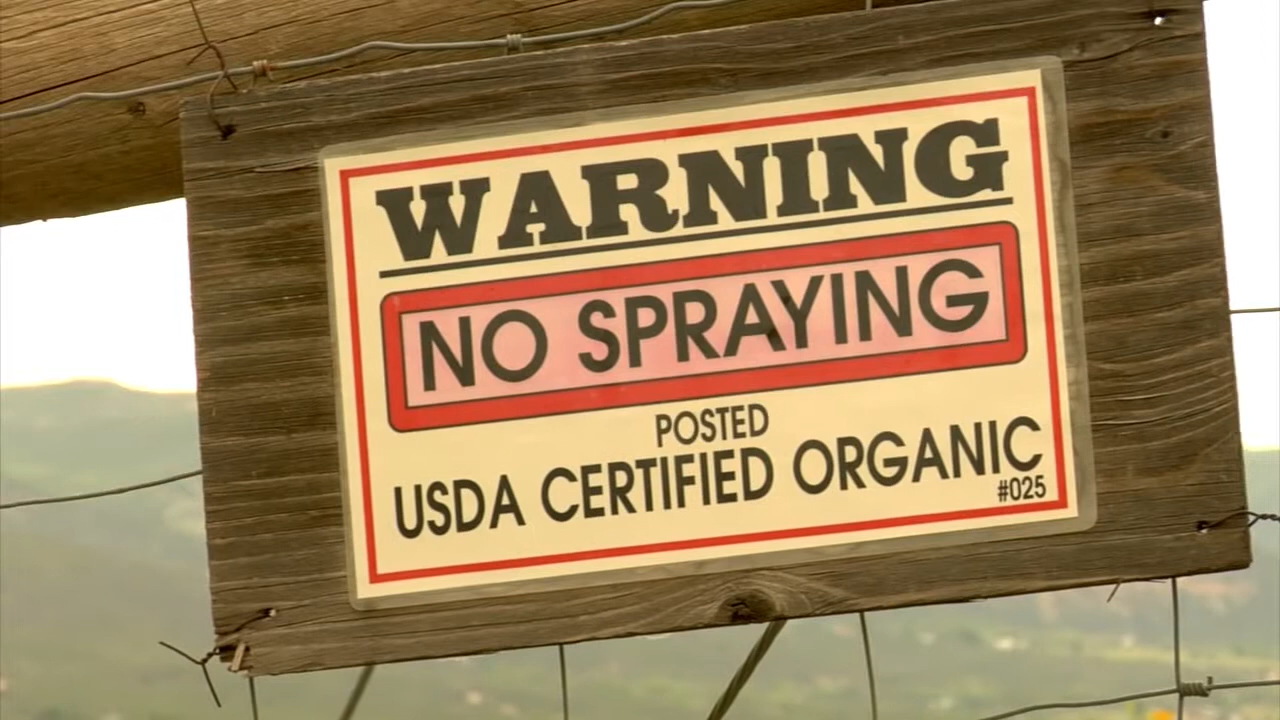 WARNING
NO SPRAYING
POSTED
USDA CERTIFIED ORGANIC
#025